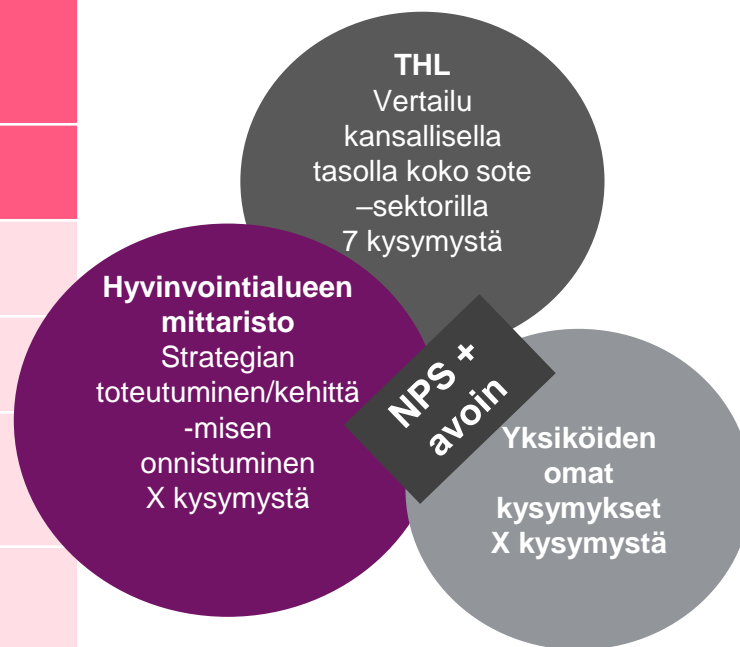 THL
Vertailu
kansallisella
tasolla koko sote
–sektorilla
7 kysymystä
Hyvinvointialueen
mittaristo
Strategian
toteutuminen/kehittä
-misen
onnistuminen
X kysymystä
NPS +
avoin
Yksiköiden
omat
kysymykset
X kysymystä